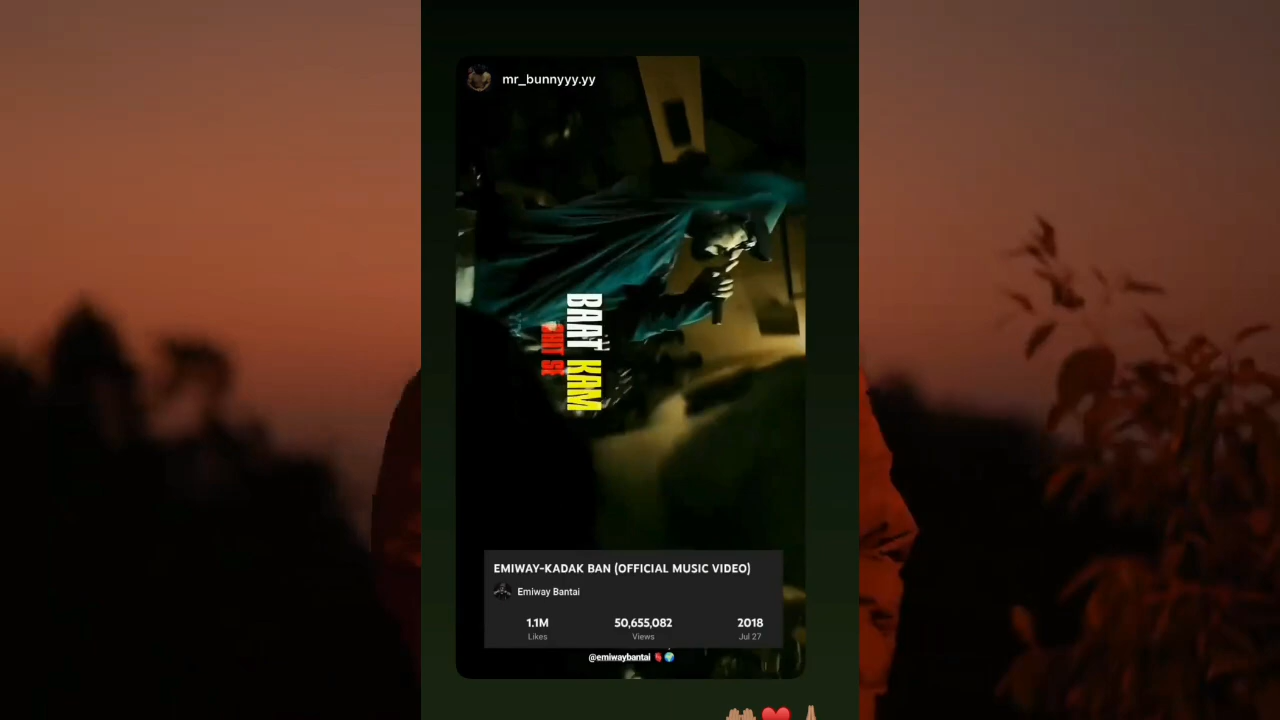 mr_bunnyyy.yy
BAAT KAM
EMIWAY-KADAK BAN (OFFICIAL MUSIC VIDEO)
Emiway Bantai
1.1M 50,655,082 2018
Likes Views Jul 27
@emiwaybantai 🫀🌍
🤲🏽❤️